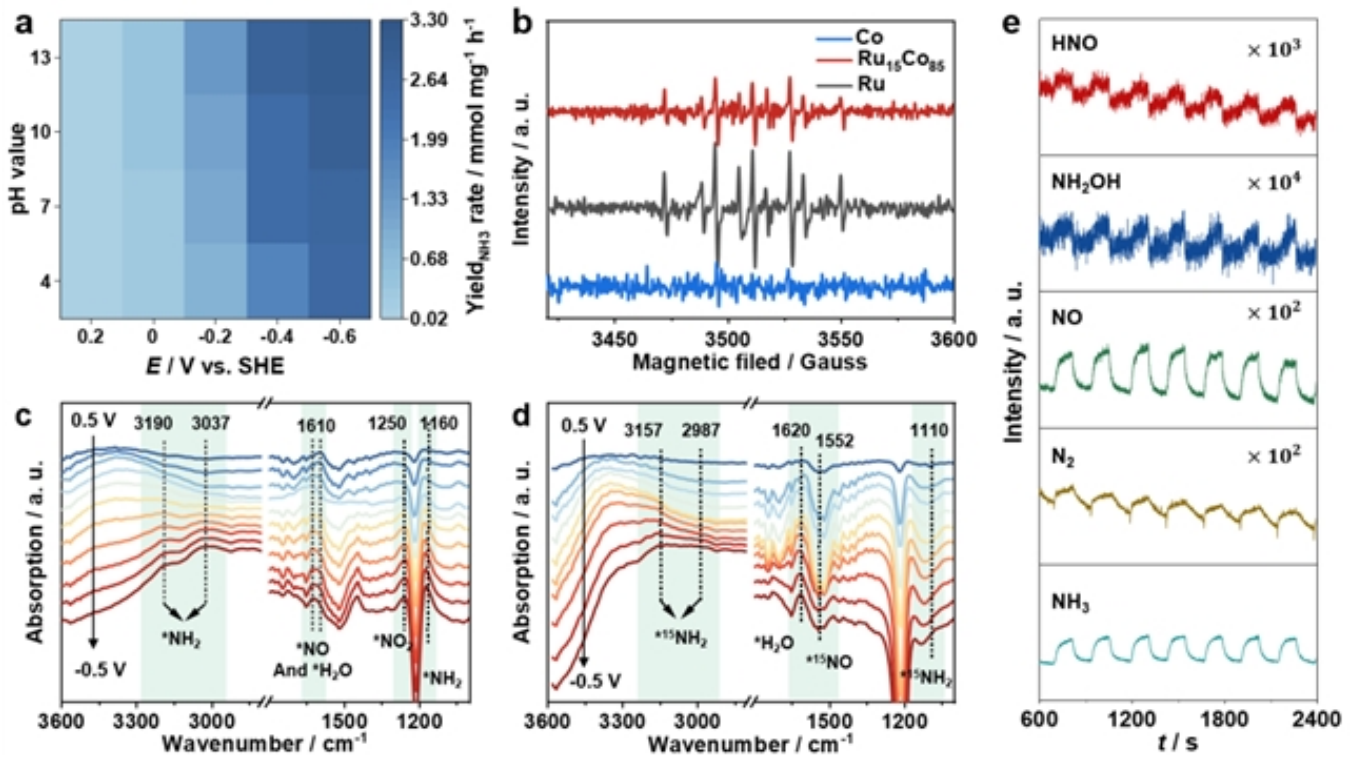 a
pH value
13
10
7
4
0.2 0 -0.2 -0.4 -0.6
E / V vs. SHE
3.30
2.64
1.99
1.33
0.68
0.02
Yield_NH3 rate / mmol mg⁻¹ h⁻¹
b
Co
Ru₁₅Co₈₅
Ru
Intensity / a. u.
3450 3500 3550 3600
Magnetic filed / Gauss
c
0.5 V 3190 3037 1610 1250 1160
-0.5 V
*NH₂
*NO
And *H₂O
*NO₂
*NH₂
Absorption / a. u.
3600 3300 3000 1500 1200
Wavenumber / cm⁻¹
d
0.5 V 3157 2987 1620 1552 1110
-0.5 V
*¹⁵NH₂
*H₂O
*¹⁵NO
*¹⁵NH₂
Absorption / a. u.
3600 3300 3000 1500 1200
Wavenumber / cm⁻¹
e
HNO × 10³
NH₂OH × 10⁴
NO × 10²
N₂ × 10²
NH₃
Intensity / a. u.
600 1200 1800 2400
t / s